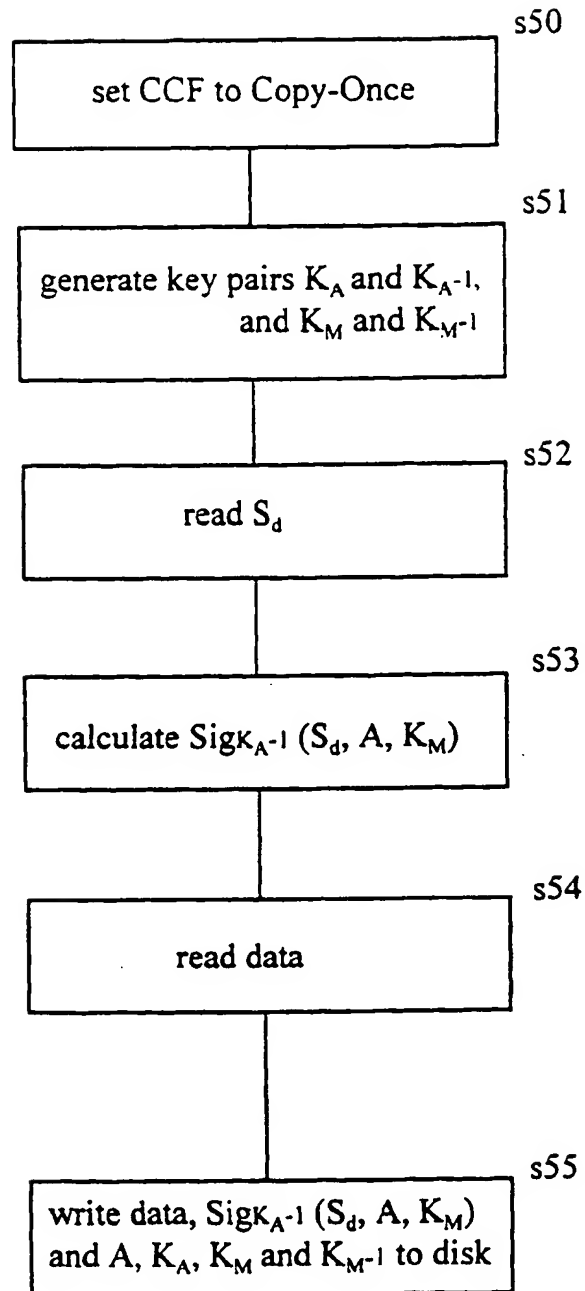 s50
set CCF to Copy-Once
s51
generate key pairs K_A and K_A-1,
and K_M and K_M-1
s52
read S_d
s53
calculate SigK_A-1 (S_d, A, K_M)
s54
read data
s55
write data, SigK_A-1 (S_d, A, K_M)
and A, K_A, K_M and K_M-1 to disk